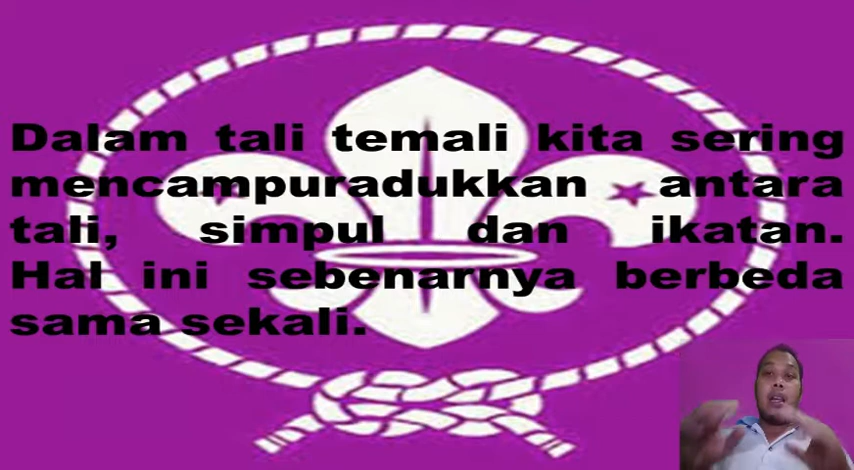 Dalam tali temali kita sering
mencampuradukkan antara
tali, simpul dan ikatan.
Hal ini sebenarnya berbeda
sama sekali.